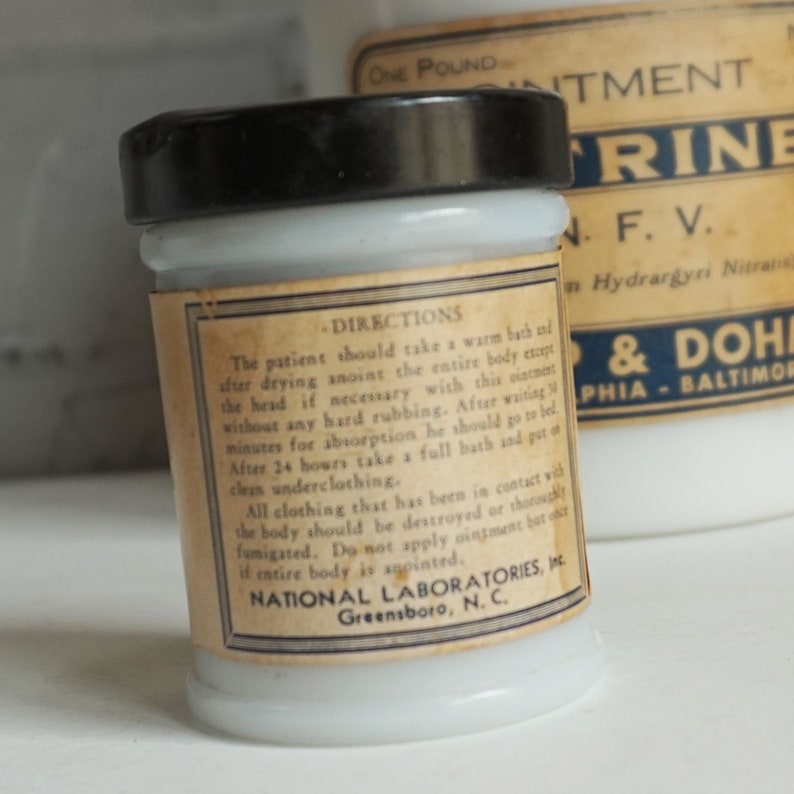 DIRECTIONS
The patient should take a warm bath and
after drying anoint the entire body except
the head if necessary with this ointment
without any hard rubbing. After waiting 30
minutes for absorption he should go to bed.
After 24 hours take a full bath and put on
clean underclothing.
All clothing that has been in contact with
the body should be destroyed or thoroughly
fumigated. Do not apply ointment but once
if entire body is anointed.
NATIONAL LABORATORIES, Inc.
Greensboro, N. C.
ONE POUND
OINTMENT
TRINE
N. F. V.
Hydrargyri Nitratis
& DOHM
PHIA - BALTIMOR